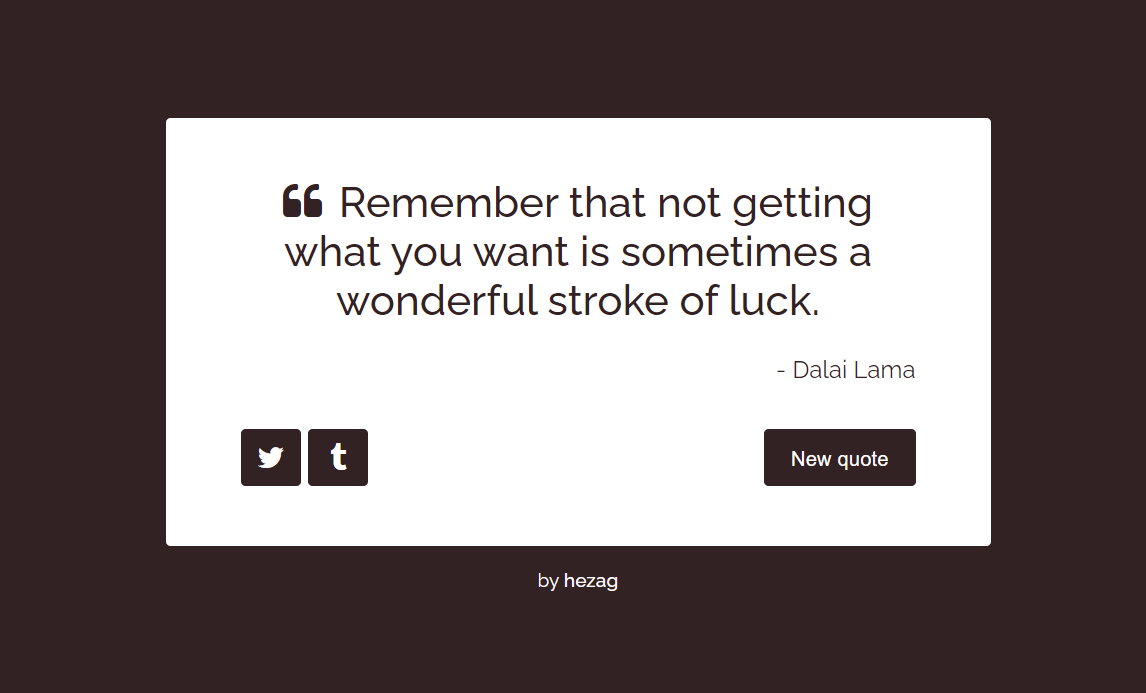 ❝ Remember that not getting
what you want is sometimes a
wonderful stroke of luck.
- Dalai Lama
New quote
by hezag